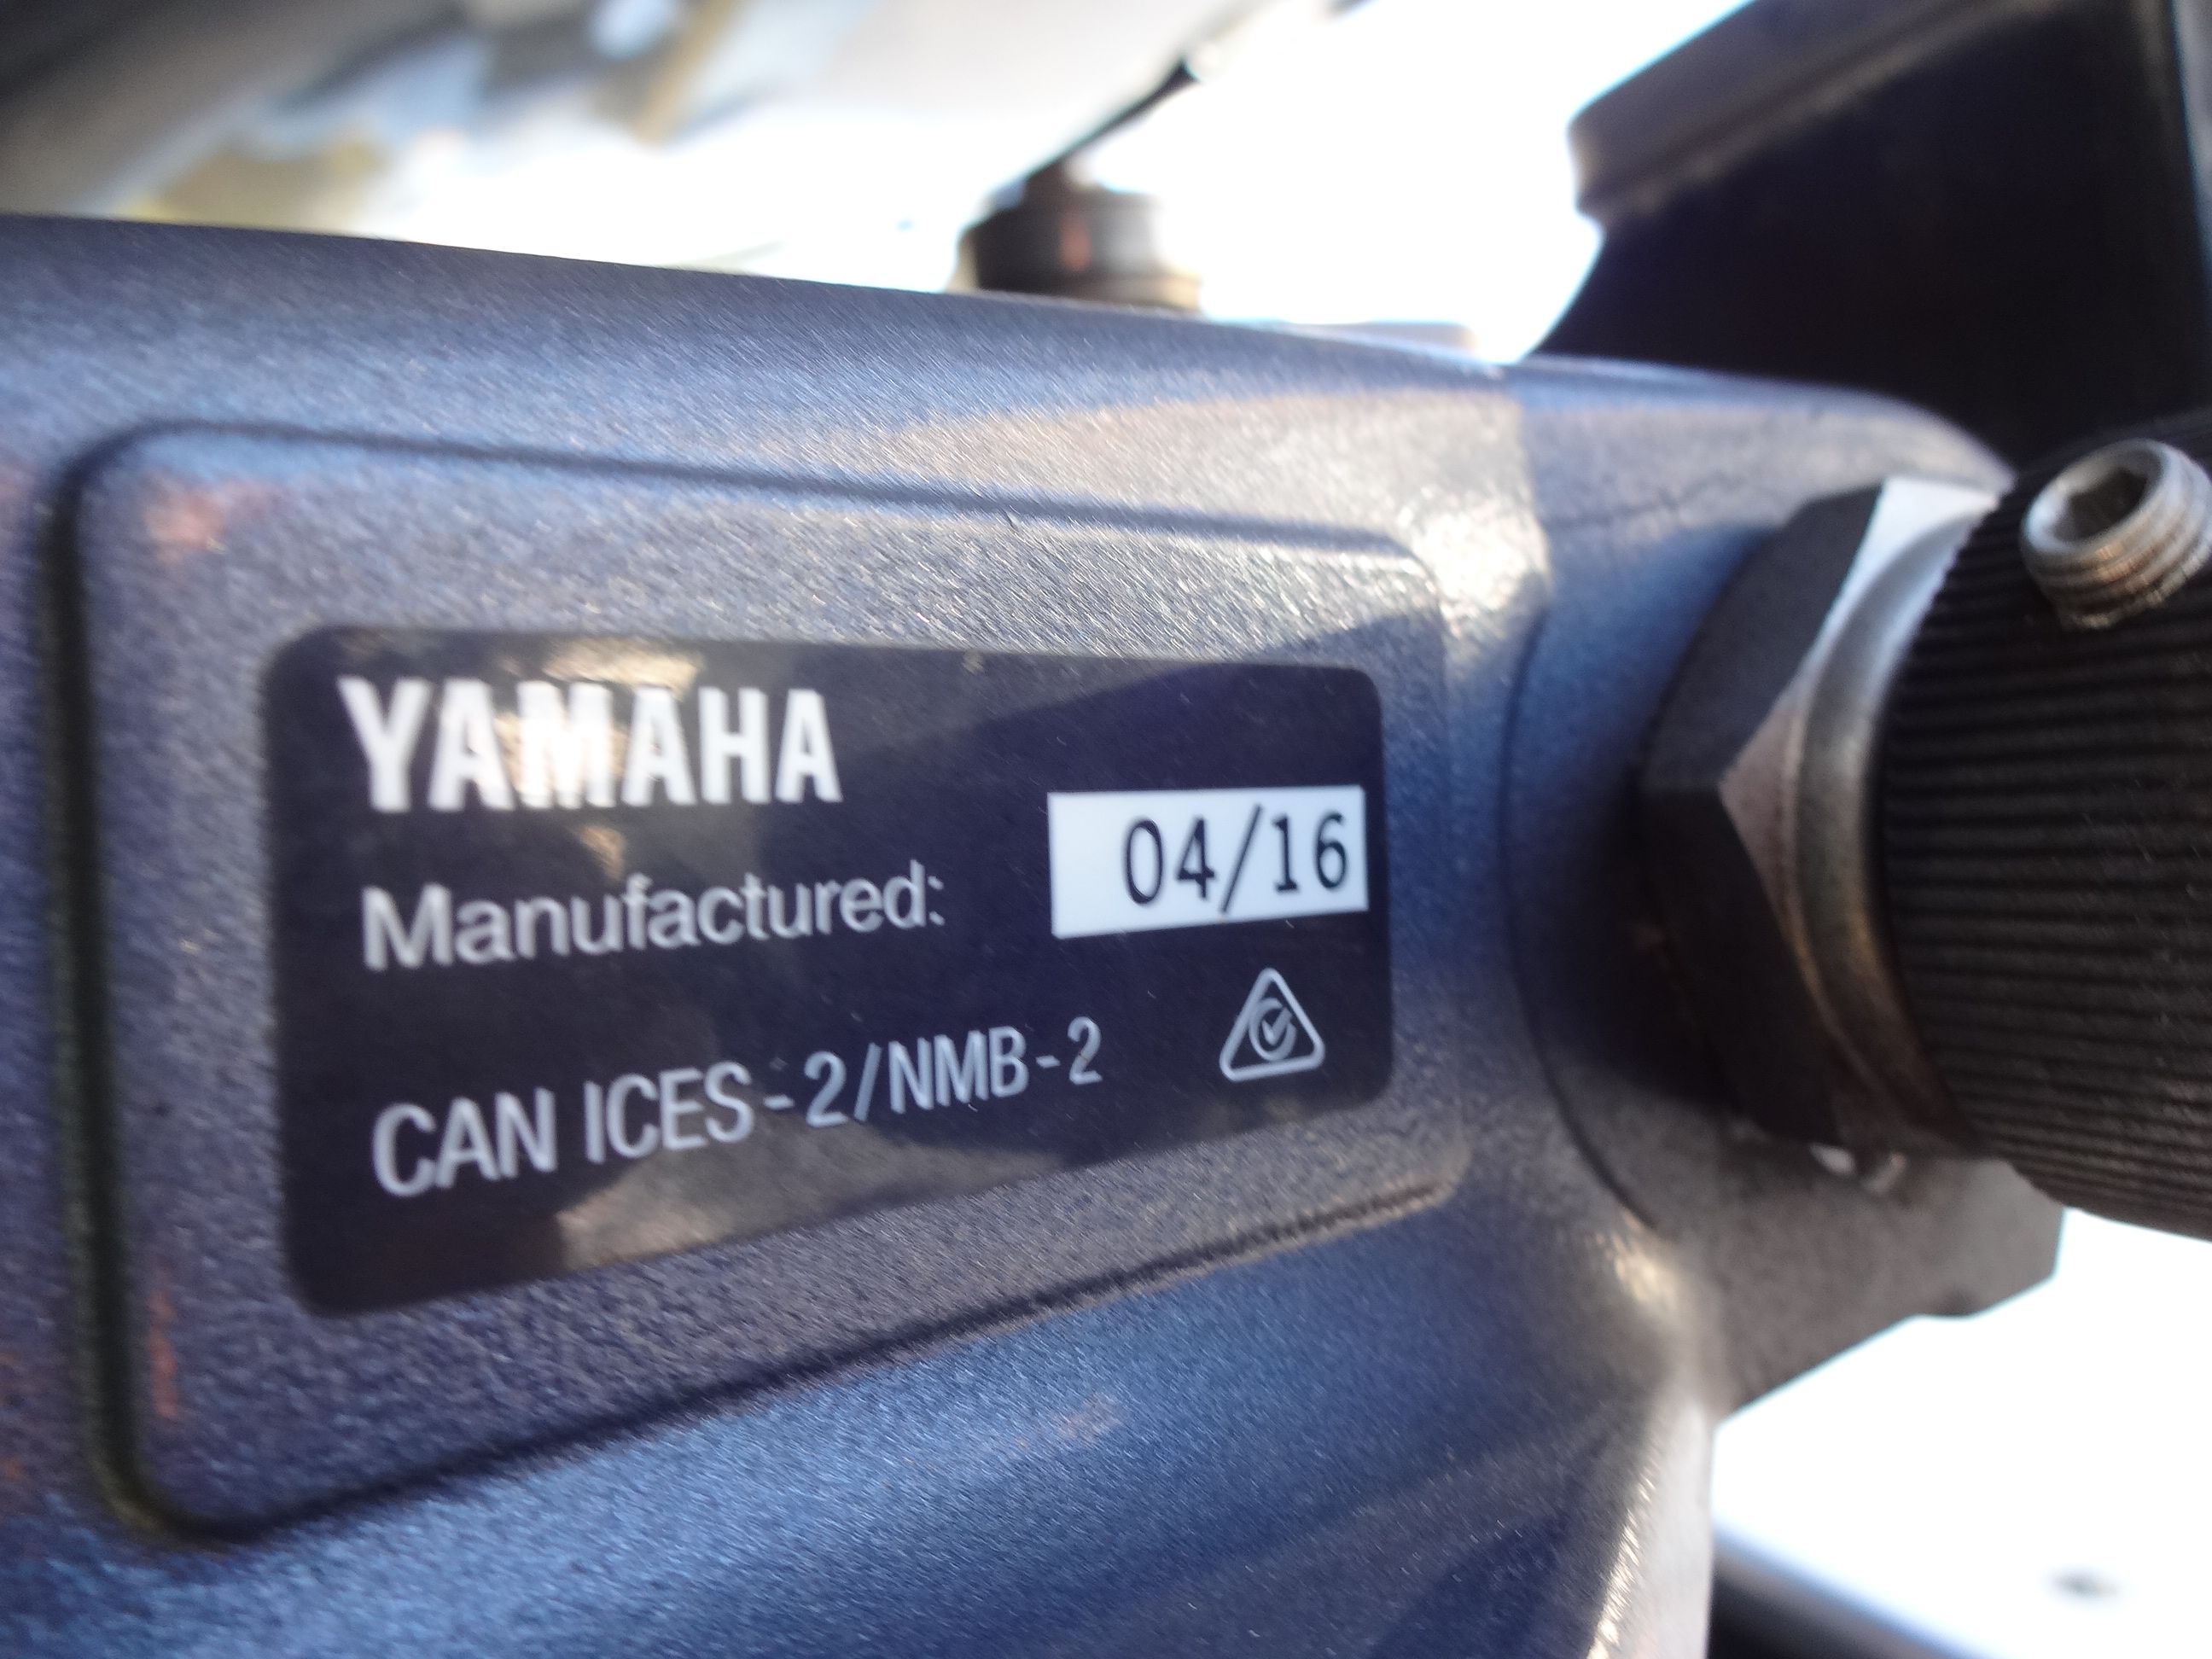 YAMAHA
Manufactured: 04/16
CAN ICES-2/NMB-2